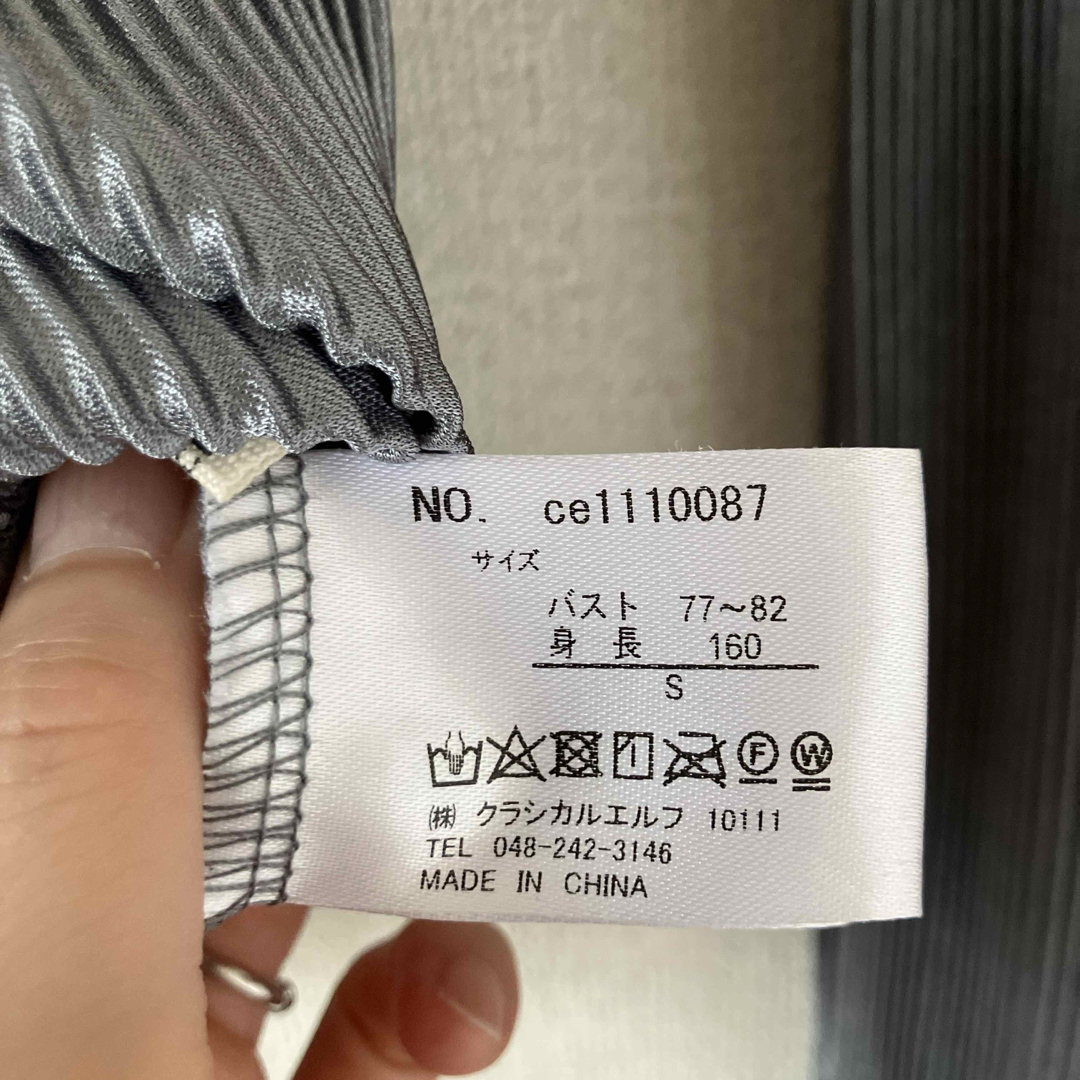 NO. ce1110087
サイズ
バスト 77～82
身 長 160
S
F W
㈱ クラシカルエルフ 10111
TEL 048-242-3146
MADE IN CHINA